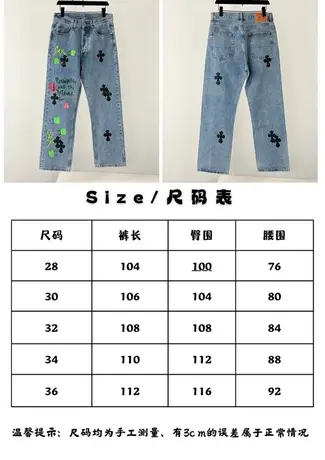 Size/尺码表
尺码 裤长 臀围 腰围
28 104 100 76
30 106 104 80
32 108 108 84
34 110 112 88
36 112 116 92
温馨提示：尺码均为手工测量、有3cm的误差属于正常情况